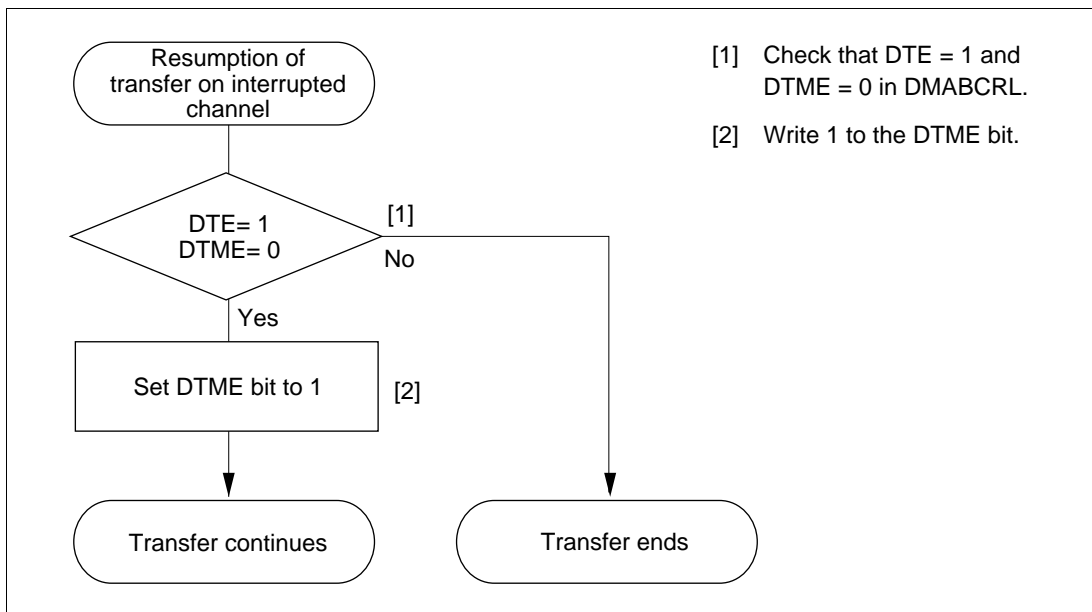 Resumption of
transfer on interrupted
channel
[1] Check that DTE = 1 and
DTME = 0 in DMABCRL.
[2] Write 1 to the DTME bit.
DTE= 1
DTME= 0
[1]
No
Yes
Set DTME bit to 1
[2]
Transfer continues
Transfer ends